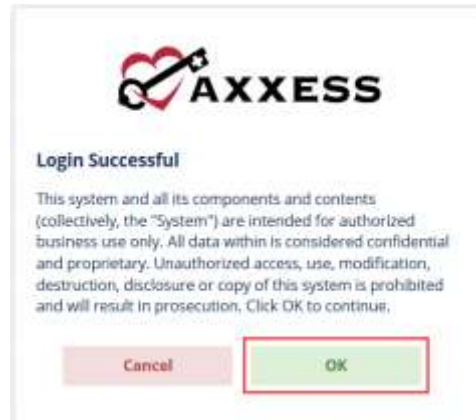 AXXESS
Login Successful
This system and all its components and contents
(collectively, the "System") are intended for authorized
business use only. All data within is considered confidential
and proprietary. Unauthorized access, use, modification,
destruction, disclosure or copy of this system is prohibited
and will result in prosecution. Click OK to continue.
Cancel OK